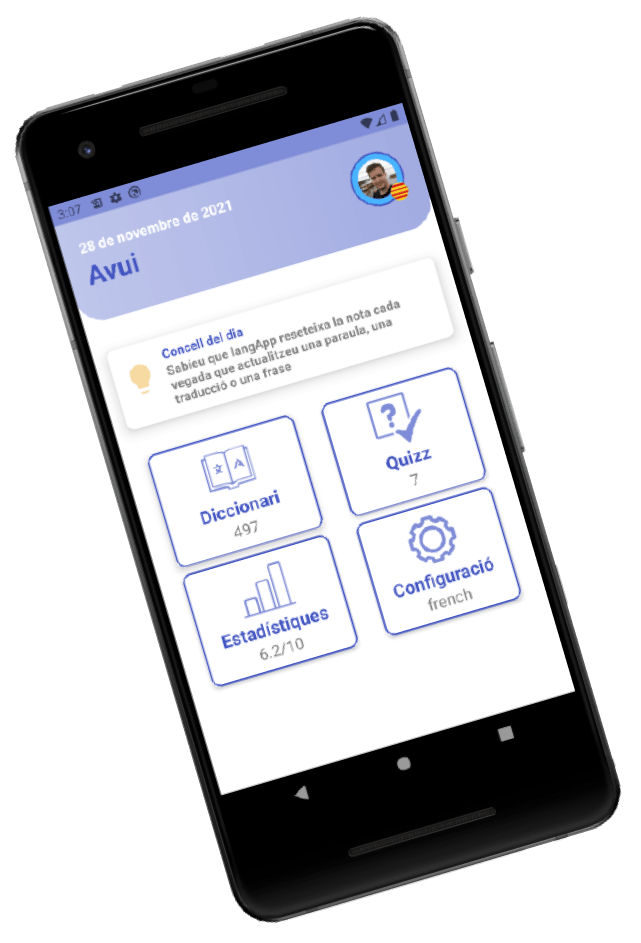 3:07
28 de novembre de 2021
Avui
Concell del dia
Sabieu que langApp reseteixa la nota cada
vegada que actualitzeu una paraula, una
traducció o una frase
Diccionari
497
Quizz
7
Estadístiques
6.2/10
Configuració
french